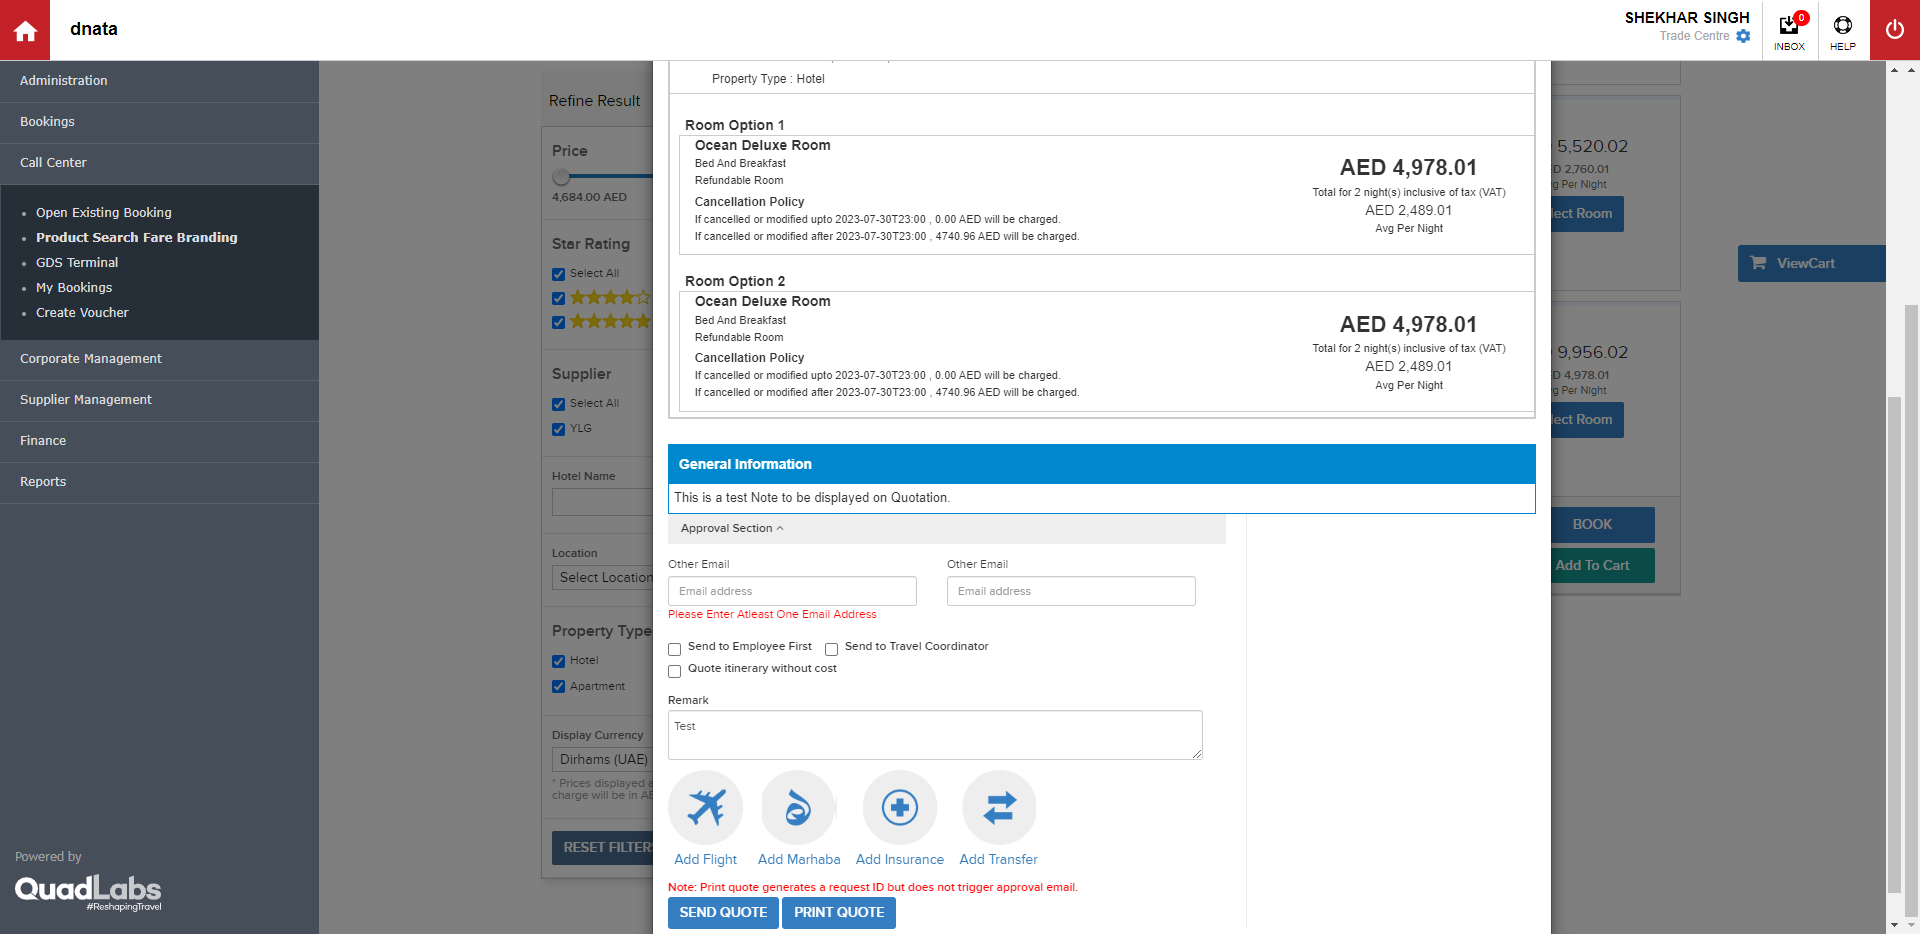 dnata
SHEKHAR SINGH
Trade Centre
0
INBOX
HELP
Administration
Bookings
Call Center
Open Existing Booking
Product Search Fare Branding
GDS Terminal
My Bookings
Create Voucher
Corporate Management
Supplier Management
Finance
Reports
Powered by
QuadLabs
#ReshapingTravel
Refine Result
Price
4,684.00 AED
Star Rating
Select All
Supplier
Select All
YLG
Hotel Name
Location
Select Location
Property Type
Hotel
Apartment
Display Currency
Dirhams (UAE)
* Prices displayed a
charge will be in AE
RESET FILTERS
Property Type : Hotel
Room Option 1
Ocean Deluxe Room
Bed And Breakfast
Refundable Room
Cancellation Policy
If cancelled or modified upto 2023-07-30T23:00 , 0.00 AED will be charged.
If cancelled or modified after 2023-07-30T23:00 , 4740.96 AED will be charged.
AED 4,978.01
Total for 2 night(s) inclusive of tax (VAT)
AED 2,489.01
Avg Per Night
Room Option 2
Ocean Deluxe Room
Bed And Breakfast
Refundable Room
Cancellation Policy
If cancelled or modified upto 2023-07-30T23:00 , 0.00 AED will be charged.
If cancelled or modified after 2023-07-30T23:00 , 4740.96 AED will be charged.
AED 4,978.01
Total for 2 night(s) inclusive of tax (VAT)
AED 2,489.01
Avg Per Night
General Information
This is a test Note to be displayed on Quotation.
Approval Section
Other Email
Other Email
Email address
Email address
Please Enter Atleast One Email Address
Send to Employee First
Send to Travel Coordinator
Quote itinerary without cost
Remark
Test
Add Flight
Add Marhaba
Add Insurance
Add Transfer
Note: Print quote generates a request ID but does not trigger approval email.
SEND QUOTE
PRINT QUOTE
5,520.02
ED 2,760.01
g Per Night
lect Room
ViewCart
9,956.02
ED 4,978.01
g Per Night
lect Room
BOOK
Add To Cart